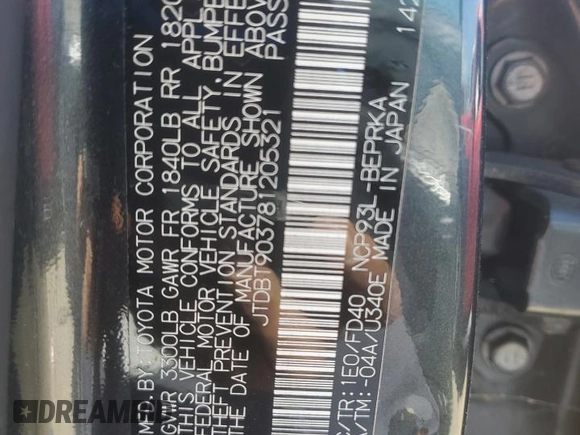 MFD. BY: TOYOTA MOTOR CORPORATION
GVWR 3300LB GAWR FR 1840LB RR 1820
THIS VEHICLE CONFORMS TO ALL APPL
FEDERAL MOTOR VEHICLE SAFETY, BUMPE
THEFT PREVENTION STANDARDS IN EFFE
THE DATE OF MANUFACTURE SHOWN ABOV
JTDBT903781205321 PASS
C/TR: 1E0/FD40 NCP93L-BEPRKA
A/TM: -04A/U340E MADE IN JAPAN 142
DREAMED